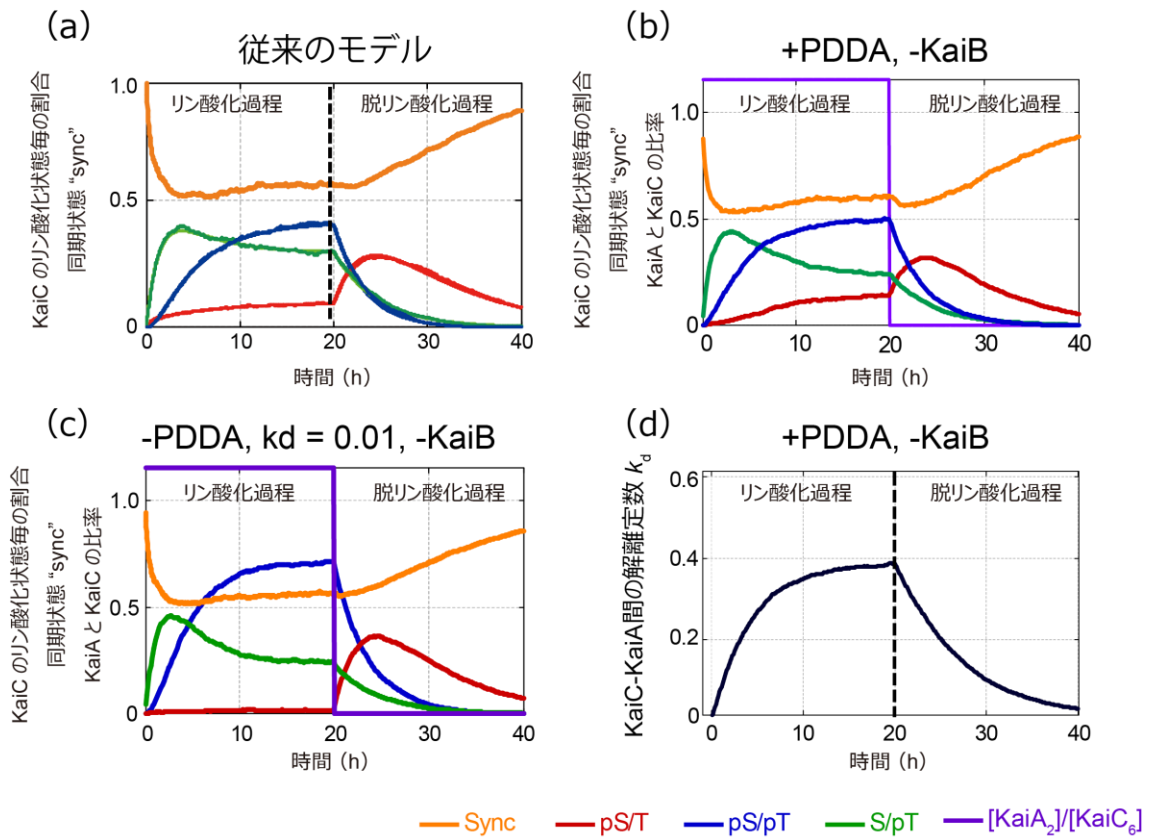 (a)
従来のモデル
KaiC のリン酸化状態毎の割合
同期状態 “sync”
1.0
0.5
0
リン酸化過程
脱リン酸化過程
0
10
20
30
40
時間 (h)
(b)
+PDDA, -KaiB
KaiC のリン酸化状態毎の割合
同期状態 “sync”
KaiA と KaiC の比率
1.0
0.5
0
リン酸化過程
脱リン酸化過程
0
10
20
30
40
時間 (h)
(c)
-PDDA, kd = 0.01, -KaiB
KaiC のリン酸化状態毎の割合
同期状態 “sync”
KaiA と KaiC の比率
1.0
0.5
0
リン酸化過程
脱リン酸化過程
0
10
20
30
40
時間 (h)
(d)
+PDDA, -KaiB
KaiC-KaiA間の解離定数 kd
0.6
0.4
0.2
0
リン酸化過程
脱リン酸化過程
0
10
20
30
40
時間 (h)
Sync pS/T pS/pT S/pT [KaiA2]/[KaiC6]